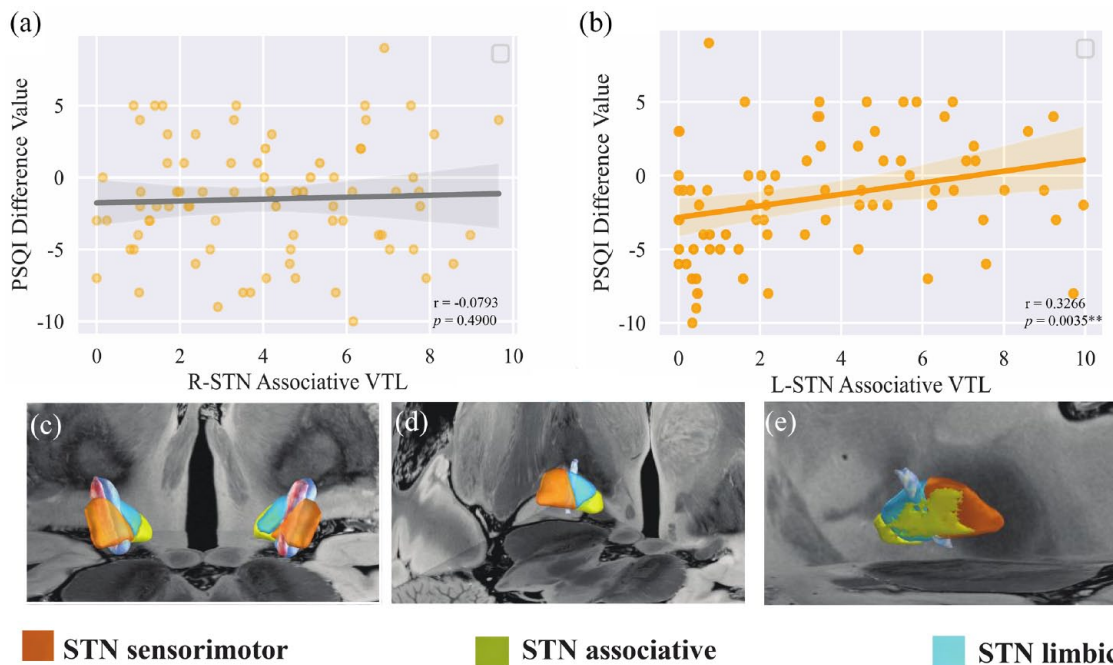 (a)
PSQI Difference Value
5
0
-5
-10
r = -0.0793
p = 0.4900
0 2 4 6 8 10
R-STN Associative VTL
(b)
PSQI Difference Value
5
0
-5
-10
r = 0.3266
p = 0.0035**
0 2 4 6 8 10
L-STN Associative VTL
(c)
(d)
(e)
STN sensorimotor
STN associative
STN limbic